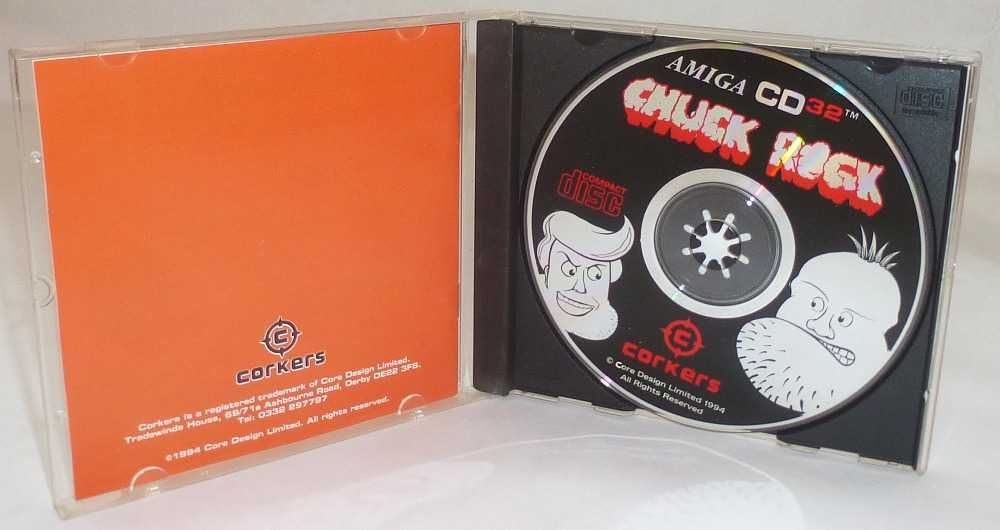 corkers
Corkers is a registered trademark of Core Design Limited.
Tradewinds House, 69/71a Ashbourne Road, Derby DE22 3FS.
Tel: 0332 297797
©1994 Core Design Limited. All rights reserved.
AMIGA CD32™
CHUCK ROCK
COMPACT
disc
corkers
© Core Design Limited 1994
All Rights Reserved
disc